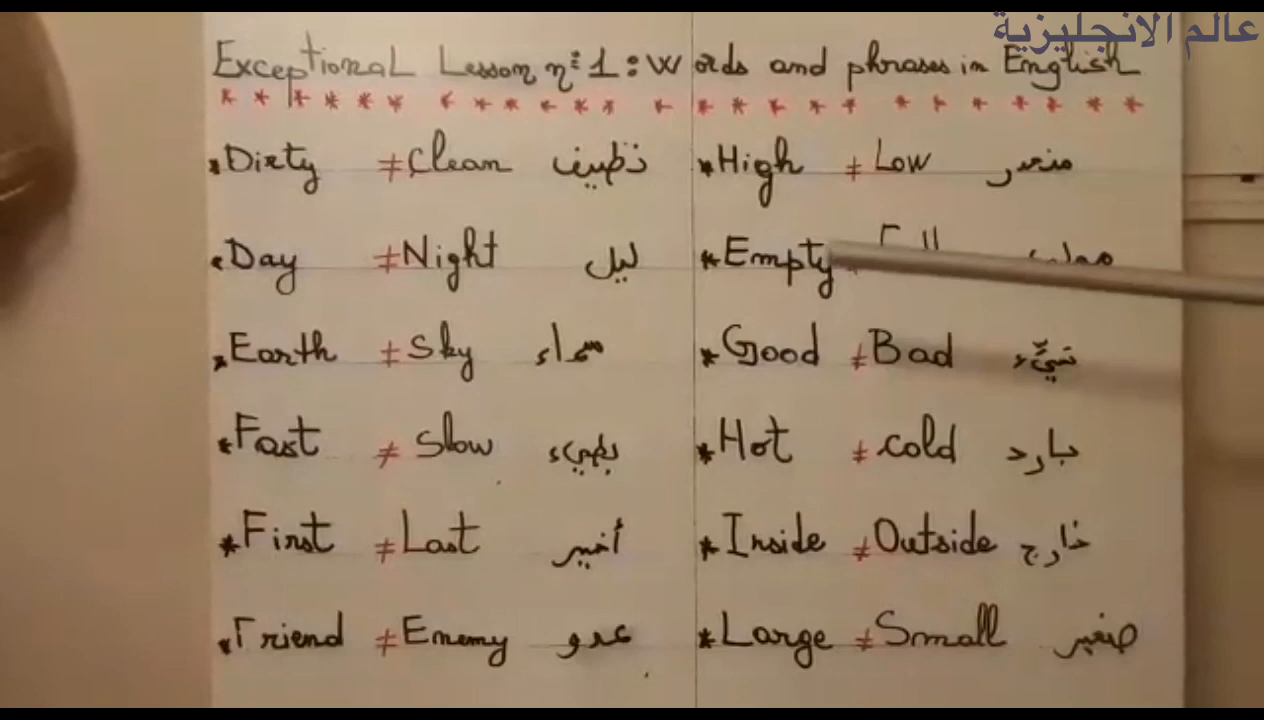 عالم الانجليزية
Exceptional Lesson n° 1 : Words and phrases in English
* Dirty ≠ Clean نظيف
* Day ≠ Night ليل
* Earth ≠ Sky سماء
* Fast ≠ Slow بطيء
* First ≠ Last أخير
* Friend ≠ Enemy عدو
* High ≠ Low
* Empty
* Good ≠ Bad
* Hot ≠ cold بارد
* Inside ≠ Outside خارج
* Large ≠ Small صغير